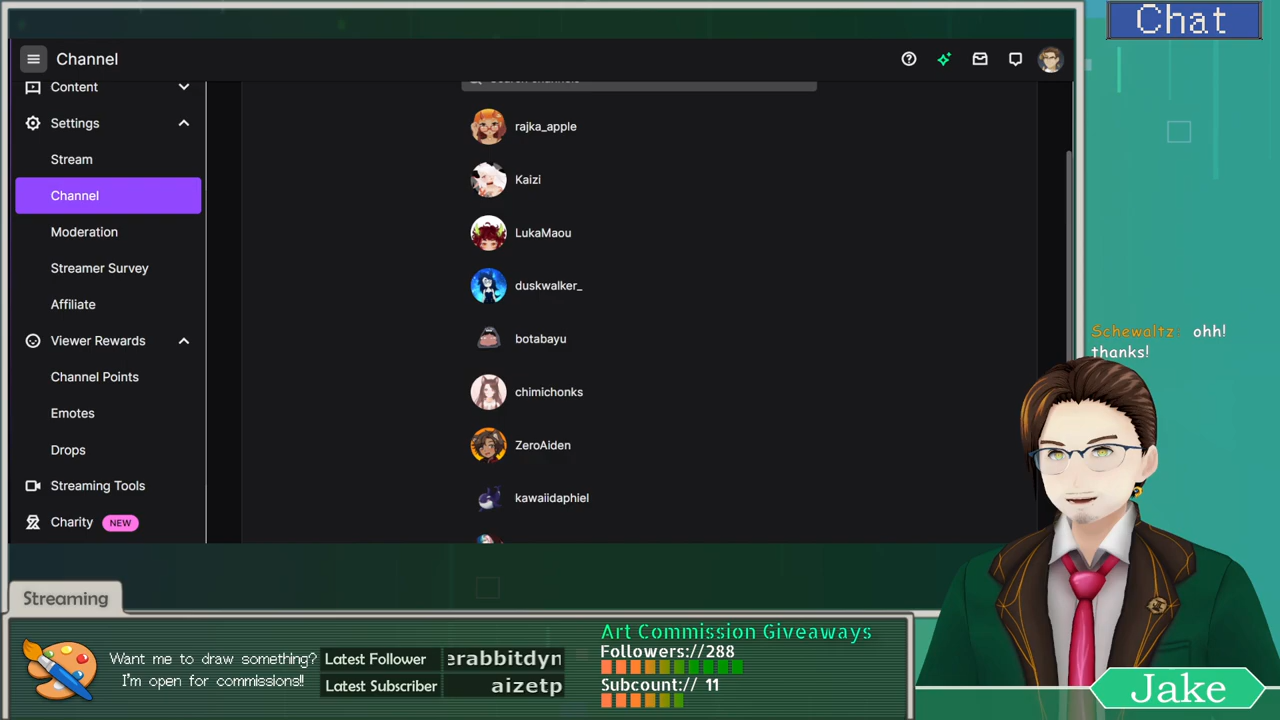 Channel
Chat
Content
Settings
Stream
Channel
Moderation
Streamer Survey
Affiliate
Viewer Rewards
Channel Points
Emotes
Drops
Streaming Tools
Charity NEW
rajka_apple
Kaizi
LukaMaou
duskwalker_
botabayu
chimichonks
ZeroAiden
kawaiidaphiel
Schewaltz: ohh!
thanks!
Streaming
Want me to draw something?
I'm open for commissions!!
Latest Follower erabbitdyn
Latest Subscriber aizetp
Art Commission Giveaways
Followers://288
Subcount:// 11
Jake